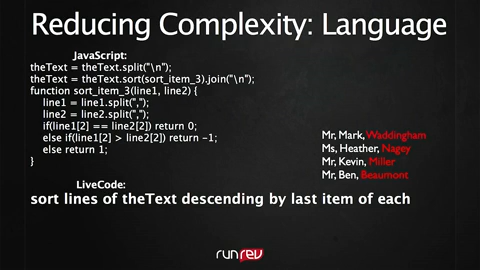 Reducing Complexity: Language
JavaScript:
theText = theText.split("\n");
theText = theText.sort(sort_item_3).join("\n");
function sort_item_3(line1, line2) {
line1 = line1.split(",");
line2 = line2.split(",");
if(line1[2] == line2[2]) return 0;
else if(line1[2] > line2[2]) return -1;
else return 1;
}
Mr, Mark, Waddingham
Ms, Heather, Nagey
Mr, Kevin, Miller
Mr, Ben, Beaumont
LiveCode:
sort lines of theText descending by last item of each
runrev